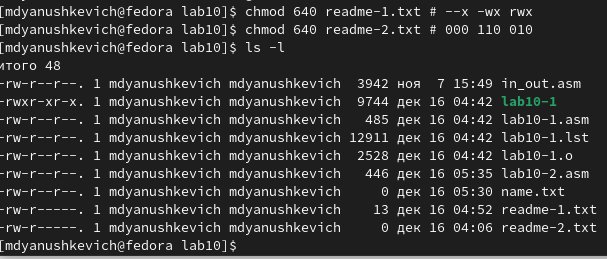 [mdyanushkevich@fedora lab10]$ chmod 640 readme-1.txt # --x -wx rwx
[mdyanushkevich@fedora lab10]$ chmod 640 readme-2.txt # 000 110 010
[mdyanushkevich@fedora lab10]$ ls -l
итого 48
-rw-r--r--. 1 mdyanushkevich mdyanushkevich  3942 ноя  7 15:49 in_out.asm
-rwxr-xr-x. 1 mdyanushkevich mdyanushkevich  9744 дек 16 04:42 lab10-1
-rw-r--r--. 1 mdyanushkevich mdyanushkevich   485 дек 16 04:42 lab10-1.asm
-rw-r--r--. 1 mdyanushkevich mdyanushkevich 12911 дек 16 04:42 lab10-1.lst
-rw-r--r--. 1 mdyanushkevich mdyanushkevich  2528 дек 16 04:42 lab10-1.o
-rw-r--r--. 1 mdyanushkevich mdyanushkevich   446 дек 16 05:35 lab10-2.asm
-rw-r--r--. 1 mdyanushkevich mdyanushkevich     0 дек 16 05:30 name.txt
-rw-r-----. 1 mdyanushkevich mdyanushkevich    13 дек 16 04:52 readme-1.txt
-rw-r-----. 1 mdyanushkevich mdyanushkevich     0 дек 16 04:06 readme-2.txt
[mdyanushkevich@fedora lab10]$